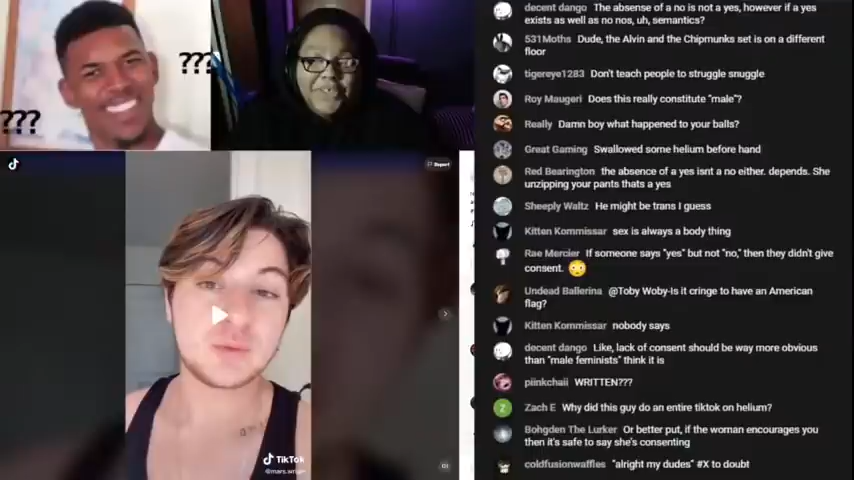 ???
???
Report
TikTok
decent dango The absence of a no is not a yes, however if a yes
exists as well as no nos, uh, semantics?
531Moths Dude, the Alvin and the Chipmunks set is on a different
floor
tigereye1283 Don't teach people to struggle snuggle
Roy Maugeri Does this really constitute "male"?
Really Damn boy what happened to your balls?
Great Gaming Swallowed some helium before hand
Red Bearington the absence of a yes isnt a no either. depends. She
unzipping your pants thats a yes
Sheeply Waltz He might be trans I guess
Kitten Kommissar sex is always a body thing
Rae Mercier If someone says "yes" but not "no," then they didn't give
consent. 😳
Undead Ballerina @Toby Woby-Is it cringe to have an American
flag?
Kitten Kommissar nobody says
decent dango Like, lack of consent should be way more obvious
than "male feminists" think it is
piinkchaii WRITTEN???
Z
Zach E Why did this guy do an entire tiktok on helium?
Bohgden The Lurker Or better put, if the woman encourages you
then it's safe to say she's consenting
coldfusionwaffles "alright my dudes" #X to doubt